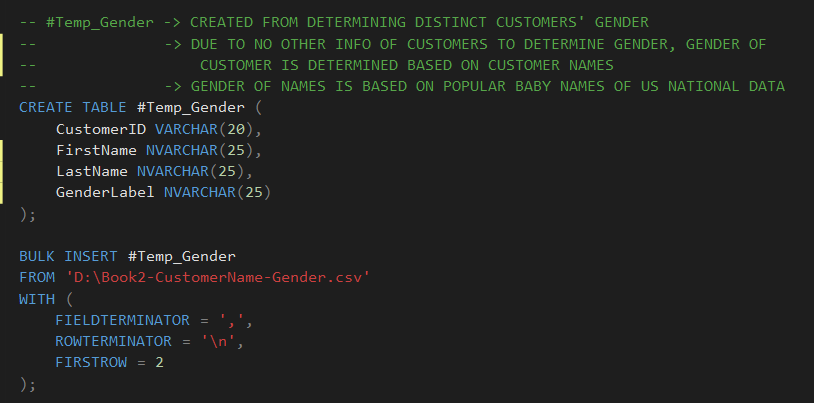 -- #Temp_Gender -> CREATED FROM DETERMINING DISTINCT CUSTOMERS' GENDER
--             -> DUE TO NO OTHER INFO OF CUSTOMERS TO DETERMINE GENDER, GENDER OF
--                CUSTOMER IS DETERMINED BASED ON CUSTOMER NAMES
--             -> GENDER OF NAMES IS BASED ON POPULAR BABY NAMES OF US NATIONAL DATA
CREATE TABLE #Temp_Gender (
    CustomerID VARCHAR(20),
    FirstName NVARCHAR(25),
    LastName NVARCHAR(25),
    GenderLabel NVARCHAR(25)
);

BULK INSERT #Temp_Gender
FROM 'D:\Book2-CustomerName-Gender.csv'
WITH (
    FIELDTERMINATOR = ',',
    ROWTERMINATOR = '\n',
    FIRSTROW = 2
);